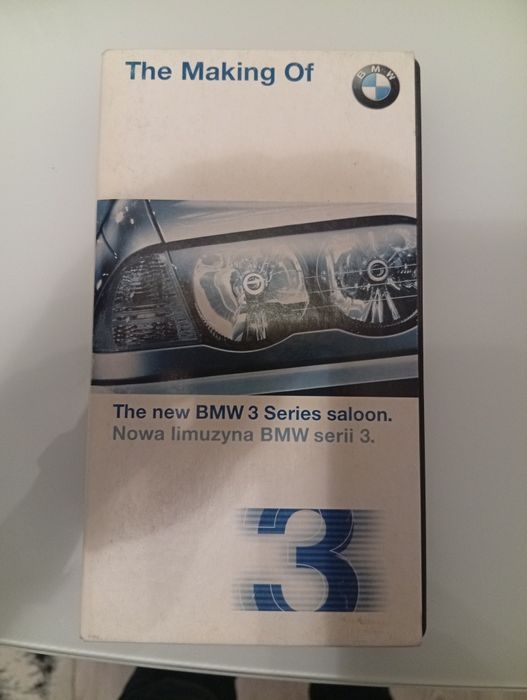 The Making Of
BMW
The new BMW 3 Series saloon.
Nowa limuzyna BMW serii 3.
3